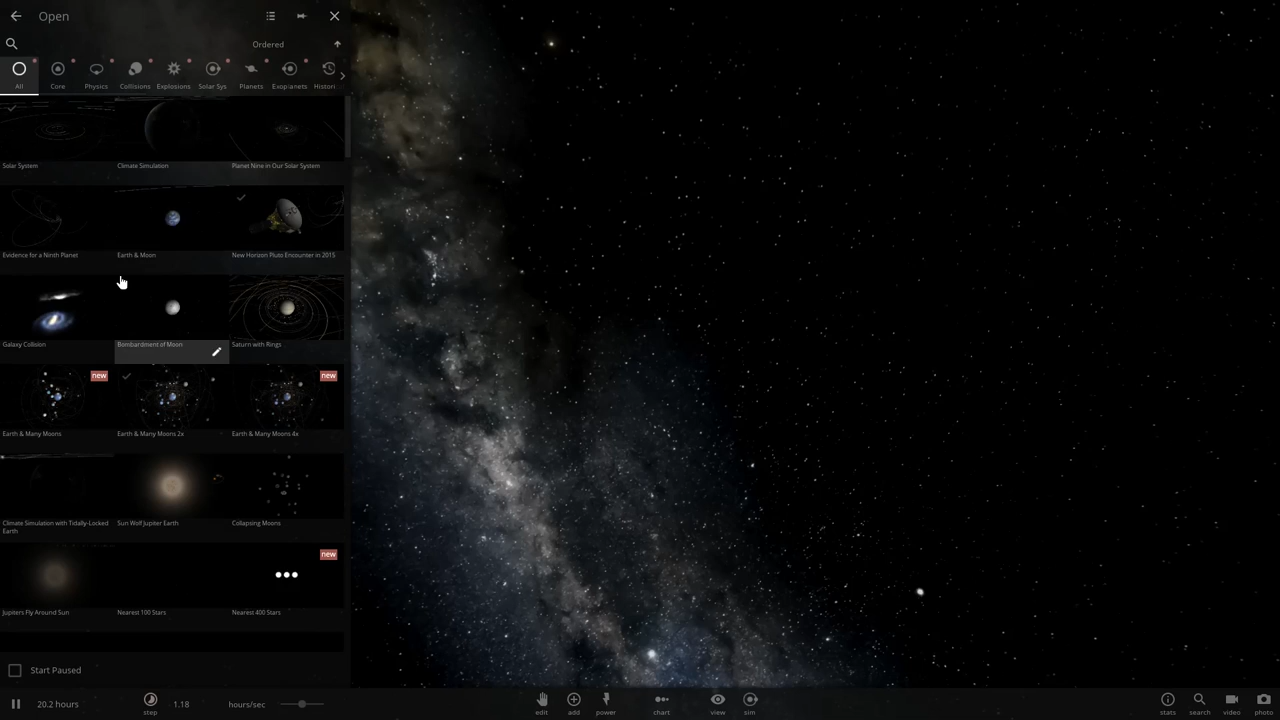 Open
Ordered
All
Core
Physics
Collisions
Explosions
Solar Sys
Planets
Exoplanets
Histori
Solar System
Climate Simulation
Planet Nine in Our Solar System
Evidence for a Ninth Planet
Earth & Moon
New Horizon Pluto Encounter in 2015
Galaxy Collision
Bombardment of Moon
Saturn with Rings
new
new
Earth & Many Moons
Earth & Many Moons 2x
Earth & Many Moons 4x
Climate Simulation with Tidally-Locked
Earth
Sun Wolf Jupiter Earth
Collapsing Moons
new
Jupiters Fly Around Sun
Nearest 100 Stars
Nearest 400 Stars
Start Paused
20.2 hours
step
1.18
hours/sec
edit
add
power
chart
view
sim
stats
search
video
photo